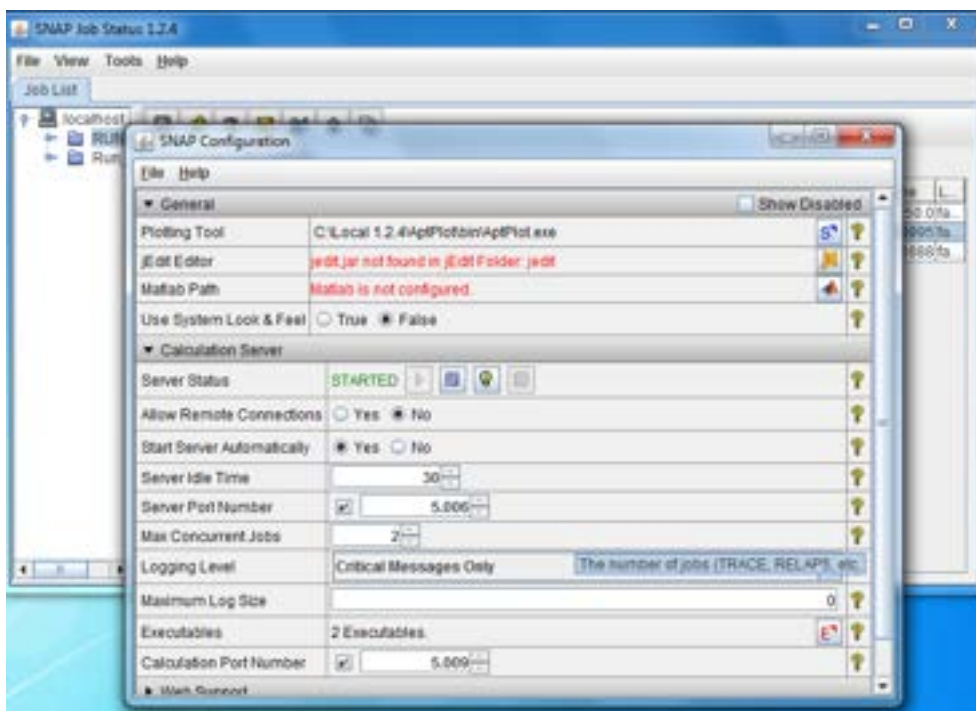 SNAP Job Status 1.2.4
File View Tools Help
Job List
localhost
RUN
Run
SNAP Configuration
File Help
General
Show Disabled
Plotting Tool C:\Local 1.2.4\AptPlot\bin\AptPlot.exe
jEdit Editor jedit.jar not found in jEdit Folder: jedit
Matlab Path Matlab is not configured.
Use System Look & Feel True False
Calculation Server
Server Status STARTED
Allow Remote Connections Yes No
Start Server Automatically Yes No
Server Idle Time 30
Server Port Number 5.006
Max Concurrent Jobs 2
Logging Level Critical Messages Only The number of jobs (TRACE, RELAP5, etc
Maximum Log Size 0
Executables 2 Executables E
Calculation Port Number 5.009
Web Support